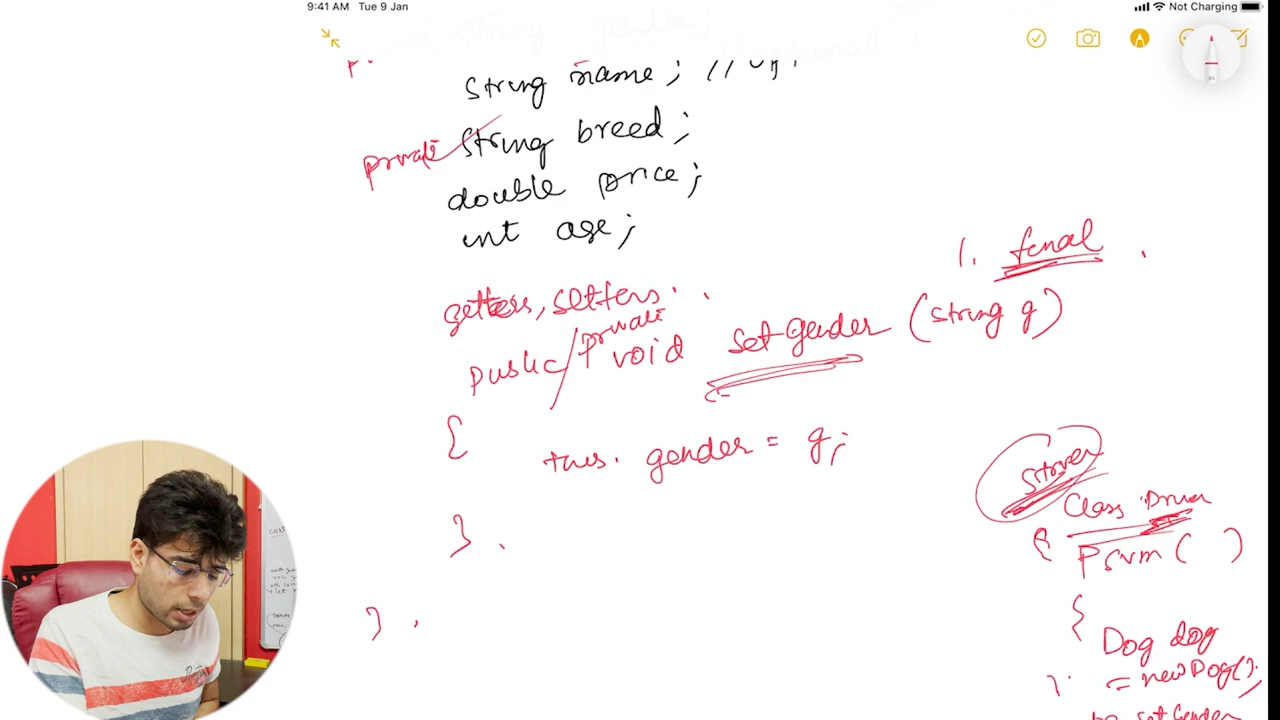 9:41 AM Tue 9 Jan
Not Charging
String name; //
private String breed;
double price;
int age;
1. final
getters, setters.
public/private void setgender (string g)
{
this. gender = g;
}
}
Class Driver
{ Psvm ( )
{
Dog dog
= new Dog();
setGender